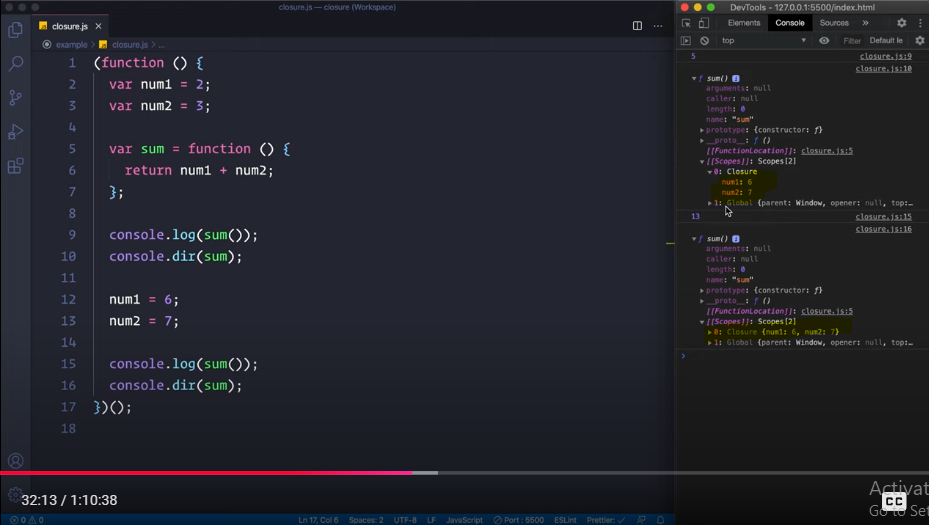 closure.js — closure (Workspace)
closure.js ×
example > closure.js > ...
1 (function () {
2 var num1 = 2;
3 var num2 = 3;
4
5 var sum = function () {
6 return num1 + num2;
7 };
8
9 console.log(sum());
10 console.dir(sum);
11
12 num1 = 6;
13 num2 = 7;
14
15 console.log(sum());
16 console.dir(sum);
17 })();
18
32:13 / 1:10:38
0 0
Ln 17, Col 6 Spaces: 2 UTF-8 LF JavaScript Port : 5500 ESLint Prettier: ✓
DevTools - 127.0.0.1:5500/index.html
Elements Console Sources »
top Filter Default le
5 closure.js:9
closure.js:10
▼ƒ sum() i
arguments: null
caller: null
length: 0
name: "sum"
▶prototype: {constructor: ƒ}
▶__proto__: ƒ ()
[[FunctionLocation]]: closure.js:5
▼[[Scopes]]: Scopes[2]
▼0: Closure
num1: 6
num2: 7
▶1: Global {parent: Window, opener: null, top:…
13 closure.js:15
closure.js:16
▼ƒ sum() i
arguments: null
caller: null
length: 0
name: "sum"
▶prototype: {constructor: ƒ}
▶__proto__: ƒ ()
[[FunctionLocation]]: closure.js:5
▼[[Scopes]]: Scopes[2]
▶0: Closure {num1: 6, num2: 7}
▶1: Global {parent: Window, opener: null, top:…
>
Activat
CC
Go to Set